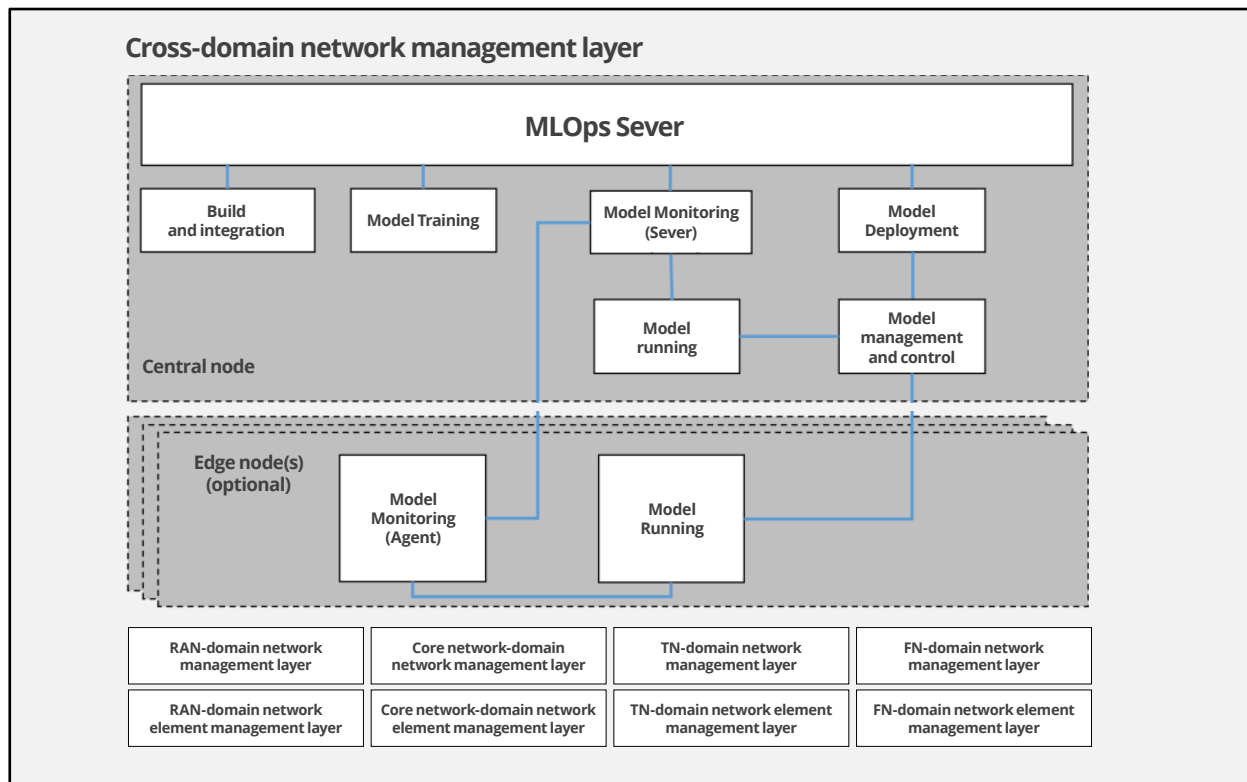 Cross-domain network management layer
MLOps Sever
Build
and integration
Model Training
Model Monitoring
(Sever)
Model
Deployment
Model
running
Model
management
and control
Central node
Edge node(s)
(optional)
Model
Monitoring
(Agent)
Model
Running
RAN-domain network
management layer
Core network-domain
network management layer
TN-domain network
management layer
FN-domain network
management layer
RAN-domain network
element management layer
Core network-domain network
element management layer
TN-domain network element
management layer
FN-domain network element
management layer